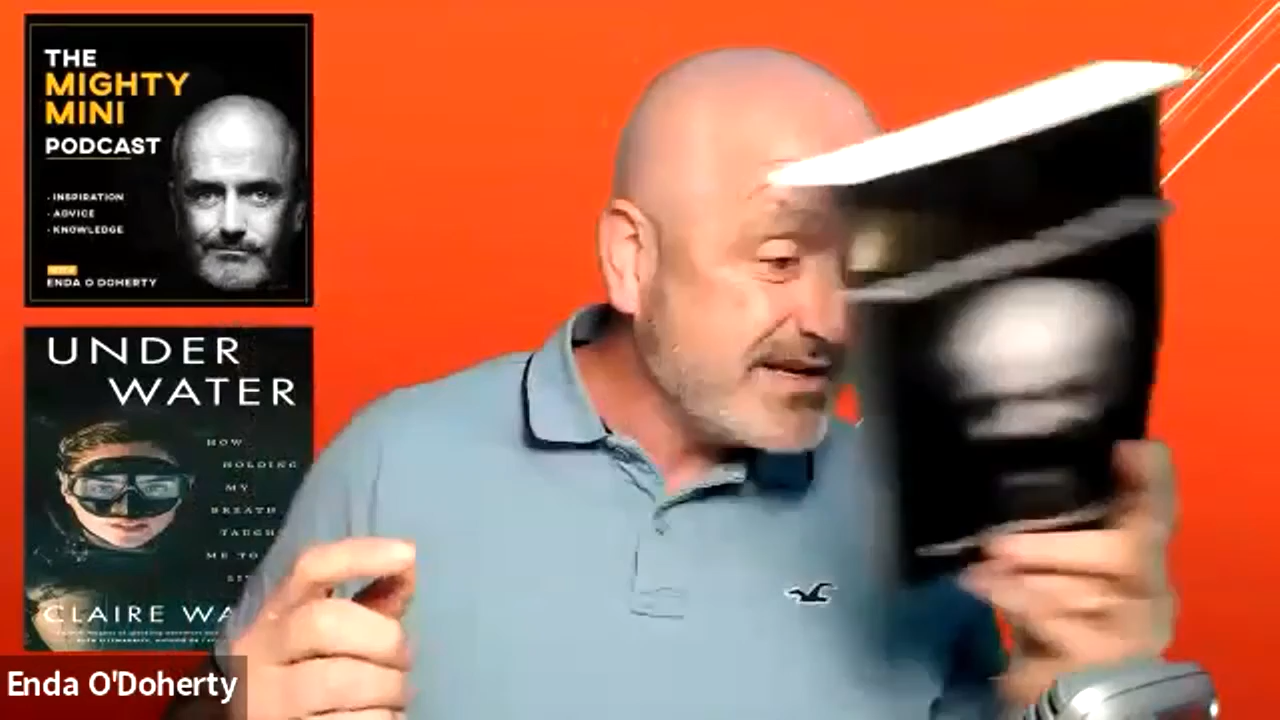 THE
MIGHTY
MINI
PODCAST
· INSPIRATION
· ADVICE
· KNOWLEDGE
ENDA O DOHERTY
UNDER
WATER
HOW
HOLDING
MY
BREATH
ME TO
CLAIRE WA
Enda O'Doherty